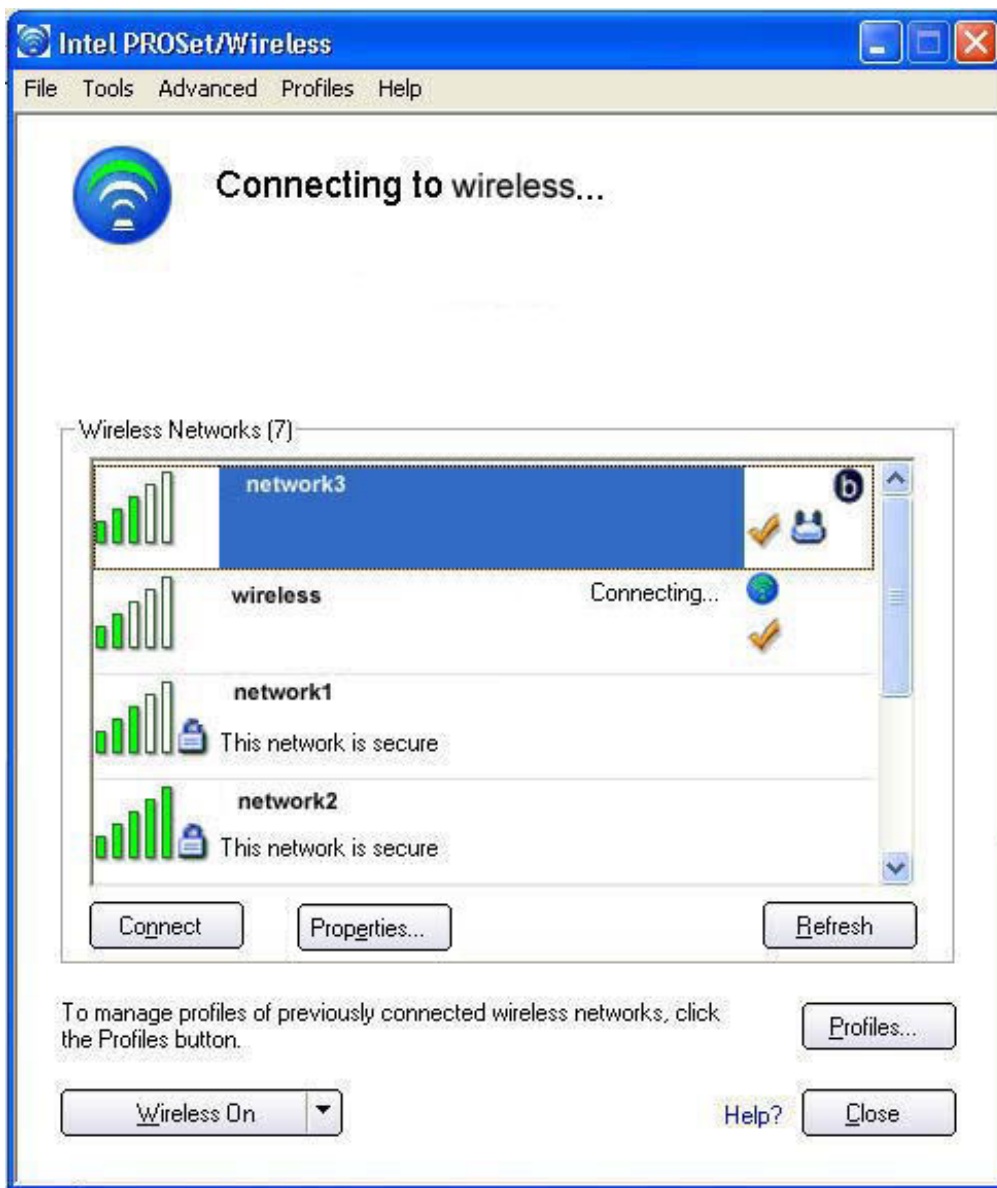 Intel PROSet/Wireless
File Tools Advanced Profiles Help
Connecting to wireless...
Wireless Networks (7)
network3
b
wireless Connecting...
network1
This network is secure
network2
This network is secure
Connect Properties... Refresh
To manage profiles of previously connected wireless networks, click
the Profiles button.
Profiles...
Wireless On Help? Close